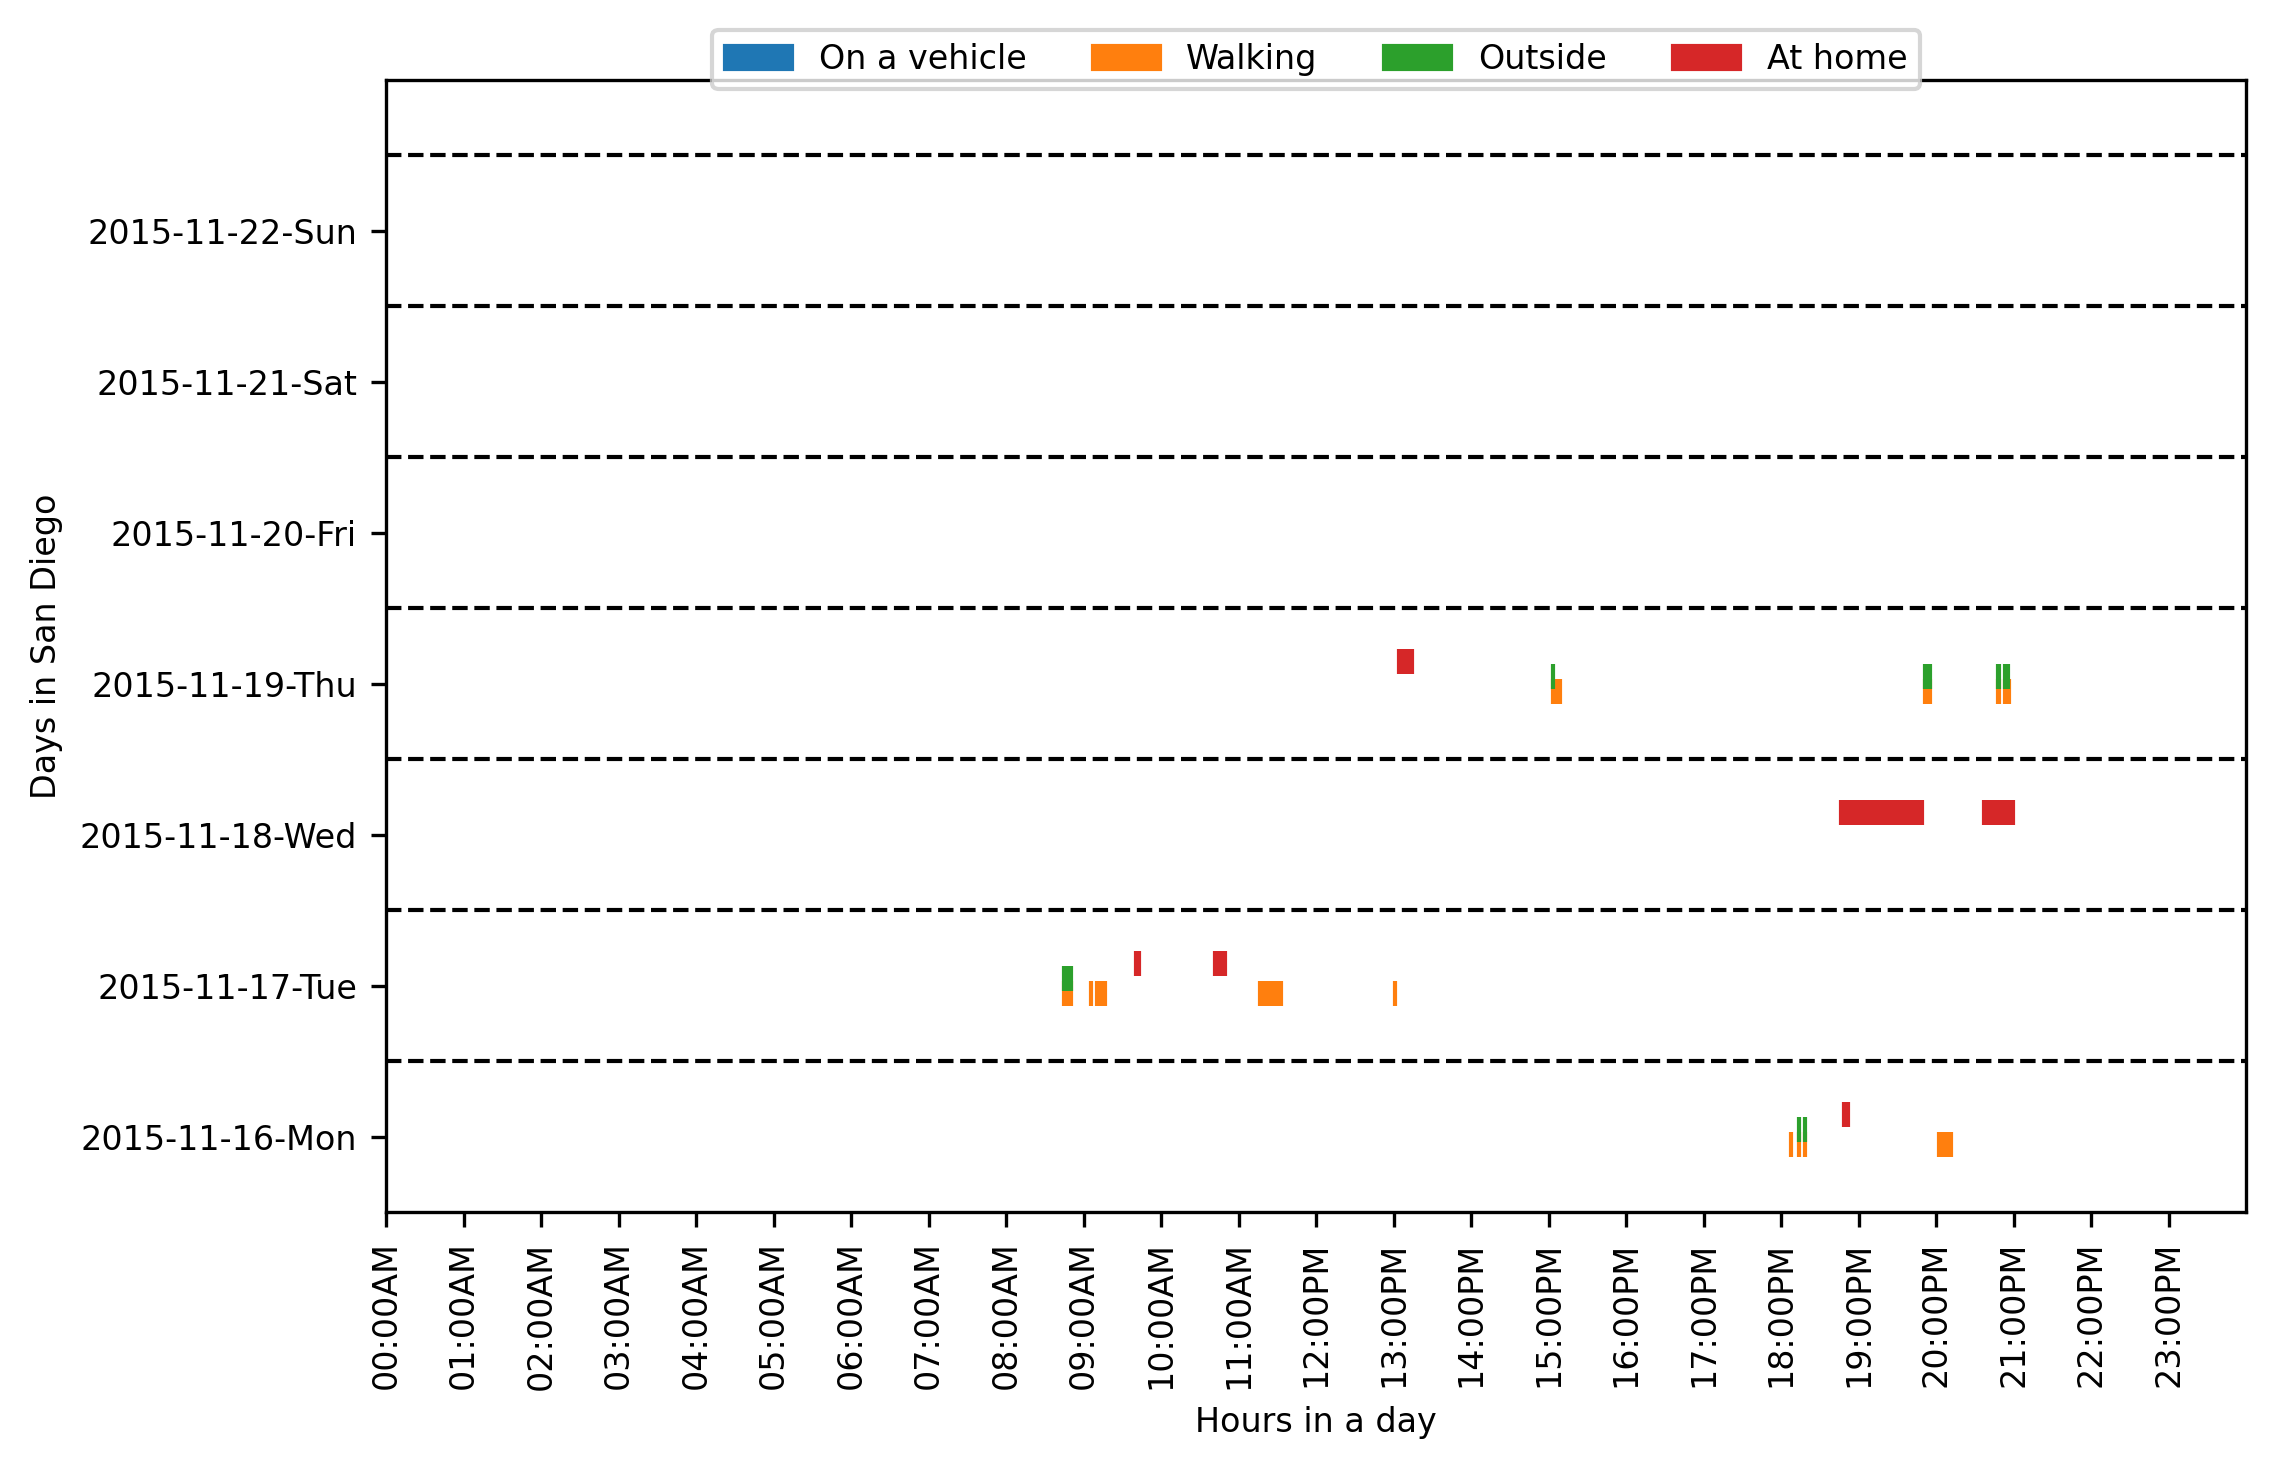 On a vehicle Walking Outside At home
Days in San Diego
2015-11-22-Sun
2015-11-21-Sat
2015-11-20-Fri
2015-11-19-Thu
2015-11-18-Wed
2015-11-17-Tue
2015-11-16-Mon
00:00AM 01:00AM 02:00AM 03:00AM 04:00AM 05:00AM 06:00AM 07:00AM 08:00AM 09:00AM 10:00AM 11:00AM 12:00PM 13:00PM 14:00PM 15:00PM 16:00PM 17:00PM 18:00PM 19:00PM 20:00PM 21:00PM 22:00PM 23:00PM
Hours in a day